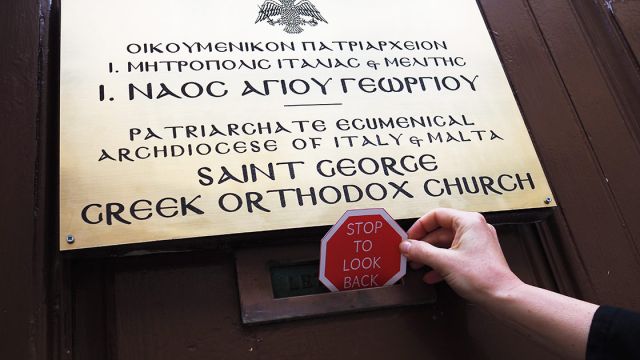 ΟΙΚΟΥΜΕΝΙΚΟΝ ΠΑΤΡΙΑΡΧΕΙΟΝ
Ι. ΜΗΤΡΟΠΟΛΙΣ ΙΤΑΛΙΑΣ & ΜΕΛΤΗΣ
Ι. ΝΑΟΣ ΑΓΙΟΥ ΓΕΩΡΓΙΟΥ
PATRIARCHATE ECUMENICAL
ARCHDIOCESE OF ITALY & MALTA
SAINT GEORGE
GREEK ORTHODOX CHURCH
STOP
TO
LOOK
BACK